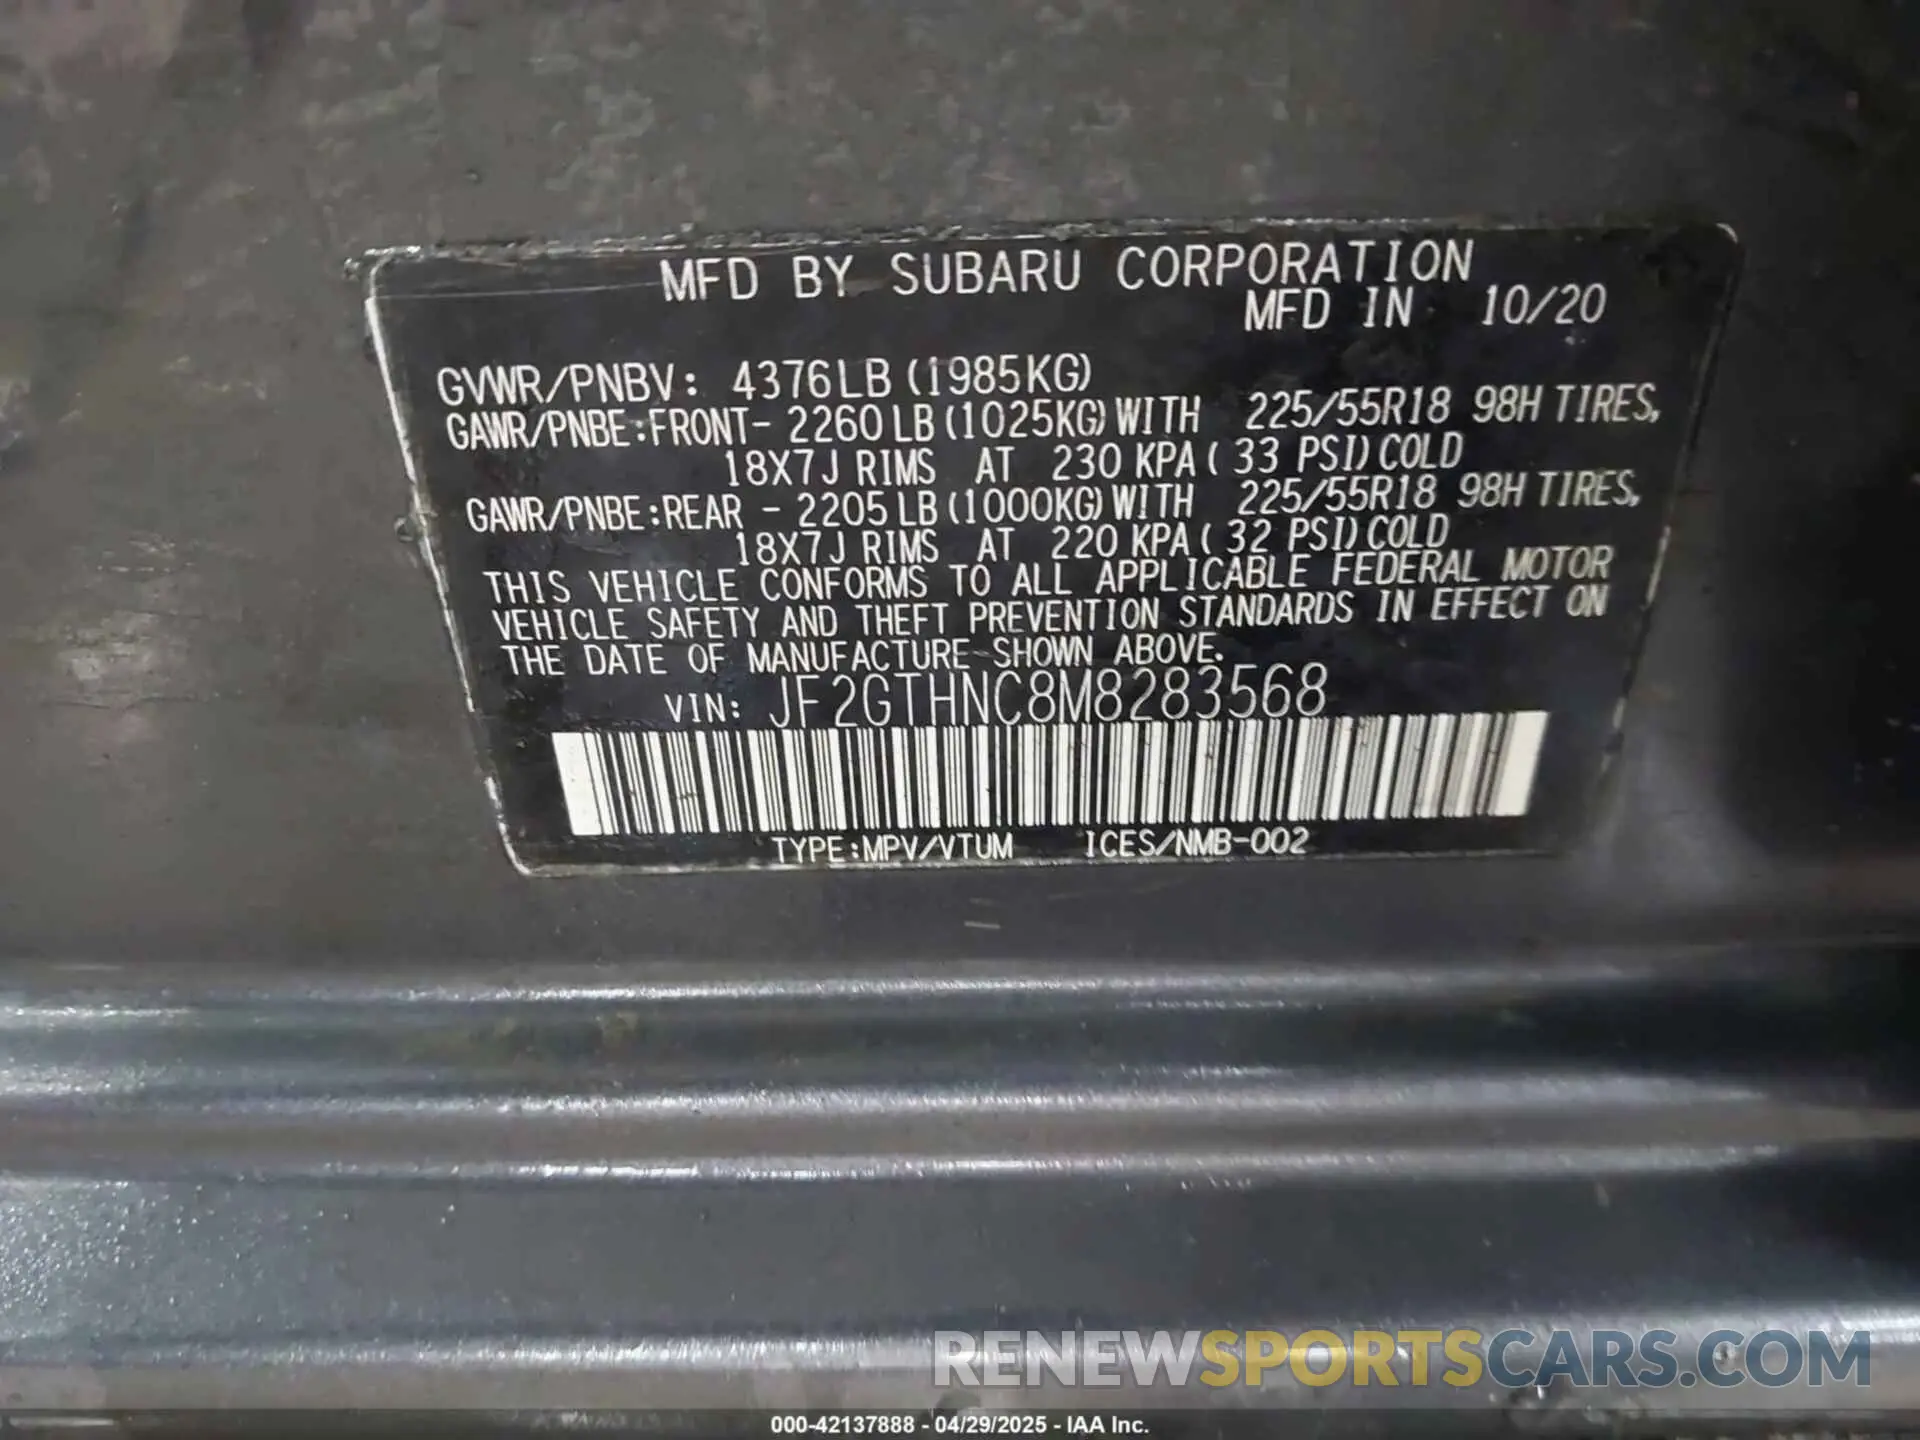 MFD BY SUBARU CORPORATION
MFD IN 10/20
GVWR/PNBV: 4376LB (1985KG)
GAWR/PNBE:FRONT- 2260LB (1025KG) WITH 225/55R18 98H TIRES,
18X7J RIMS AT 230 KPA ( 33 PSI) COLD
GAWR/PNBE:REAR - 2205LB (1000KG) WITH 225/55R18 98H TIRES,
18X7J RIMS AT 220 KPA ( 32 PSI) COLD
THIS VEHICLE CONFORMS TO ALL APPLICABLE FEDERAL MOTOR
VEHICLE SAFETY AND THEFT PREVENTION STANDARDS IN EFFECT ON
THE DATE OF MANUFACTURE SHOWN ABOVE.
VIN: JF2GTHNC8M8283568
TYPE:MPV/VTUM ICES/NMB-002
RENEWSPORTSCARS.COM
000-42137888 - 04/29/2025 - IAA Inc.